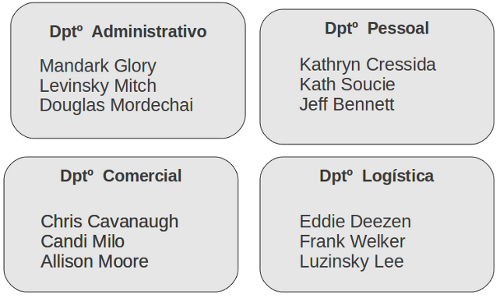 Dptº Administrativo
Mandark Glory
Levinsky Mitch
Douglas Mordechai
Dptº Pessoal
Kathryn Cressida
Kath Soucie
Jeff Bennett
Dptº Comercial
Chris Cavanaugh
Candi Milo
Allison Moore
Dptº Logística
Eddie Deezen
Frank Welker
Luzinsky Lee